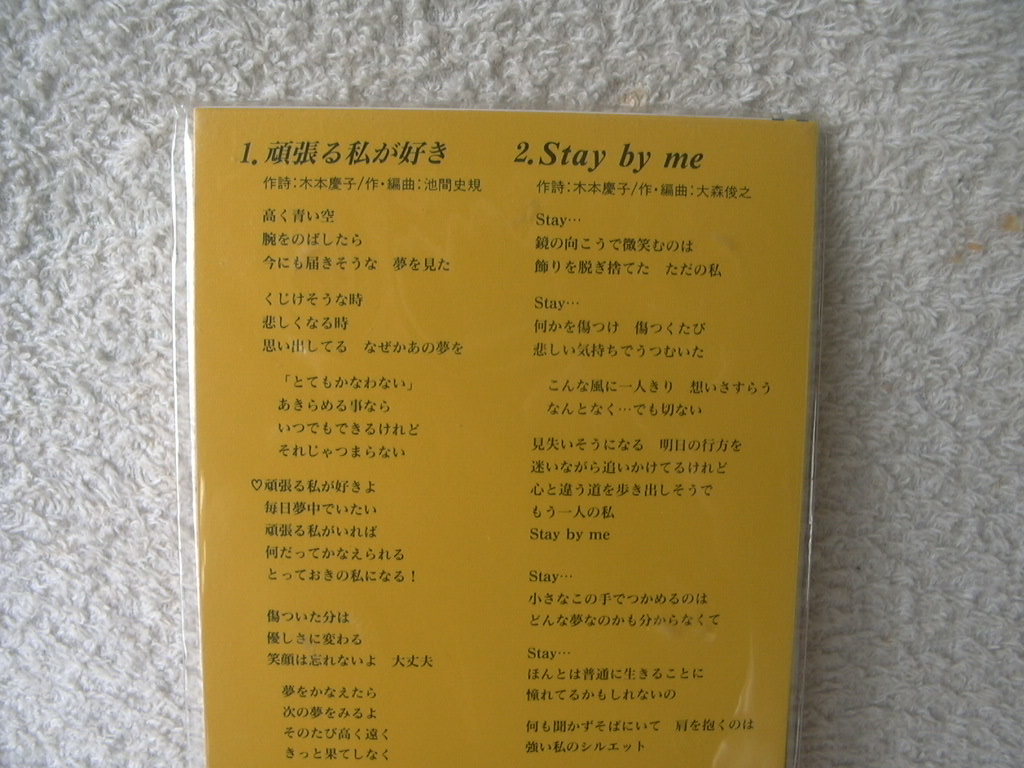 1. 頑張る私が好き
作詩:木本慶子/作・編曲:池間史規
高く青い空
腕をのばしたら
今にも届きそうな　夢を見た
くじけそうな時
悲しくなる時
思い出してる　なぜかあの夢を
「とてもかなわない」
あきらめる事なら
いつでもできるけれど
それじゃつまらない
♡頑張る私が好きよ
毎日夢中でいたい
頑張る私がいれば
何だってかなえられる
とっておきの私になる！
傷ついた分は
優しさに変わる
笑顔は忘れないよ　大丈夫
夢をかなえたら
次の夢をみるよ
そのたび高く遠く
きっと果てしなく
2. Stay by me
作詩:木本慶子/作・編曲:大森俊之
Stay…
鏡の向こうで微笑むのは
飾りを脱ぎ捨てた　ただの私
Stay…
何かを傷つけ　傷つくたび
悲しい気持ちでうつむいた
こんな風に一人きり　想いさすらう
なんとなく…でも切ない
見失いそうになる　明日の行方を
迷いながら追いかけてるけれど
心と違う道を歩き出しそうで
もう一人の私
Stay by me
Stay…
小さなこの手でつかめるのは
どんな夢なのかも分からなくて
Stay…
ほんとは普通に生きることに
憧れてるかもしれないの
何も聞かずそばにいて　肩を抱くのは
強い私のシルエット